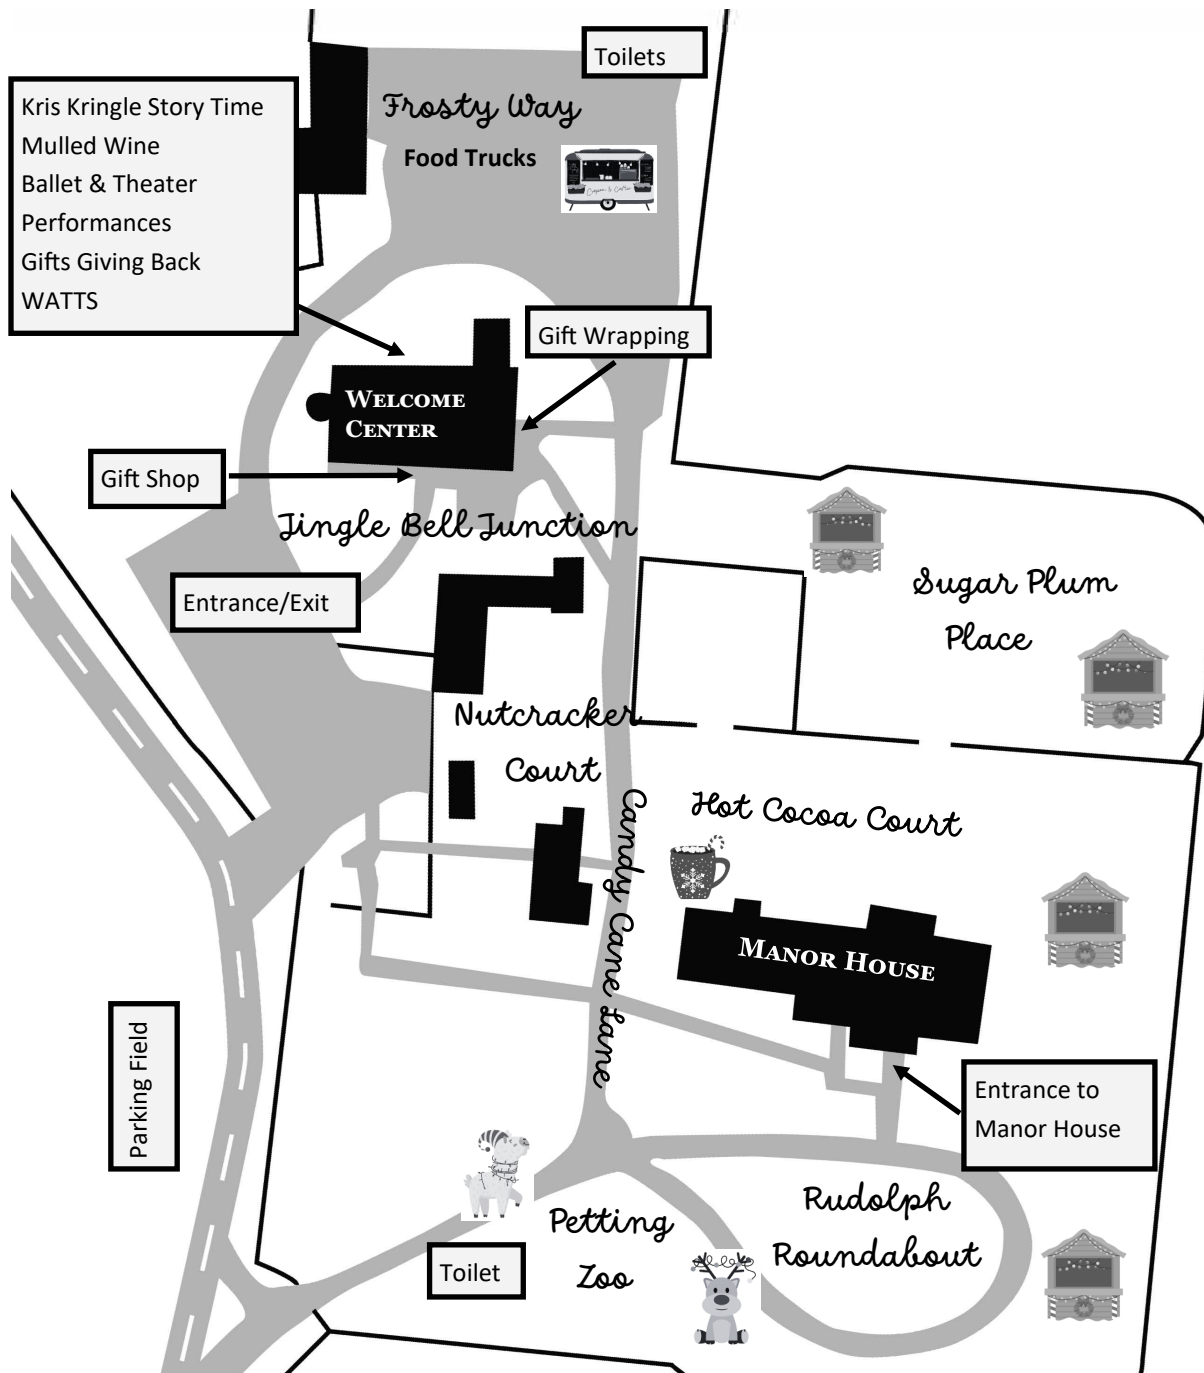 Toilets
Frosty Way
Food Trucks
Kris Kringle Story Time
Mulled Wine
Ballet & Theater
Performances
Gifts Giving Back
WATTS
Gift Wrapping
WELCOME
CENTER
Gift Shop
Jingle Bell Junction
Entrance/Exit
Sugar Plum
Place
Nutcracker
Court
Candy Cane Lane
Hot Cocoa Court
MANOR HOUSE
Parking Field
Entrance to
Manor House
Rudolph
Roundabout
Petting
Zoo
Toilet